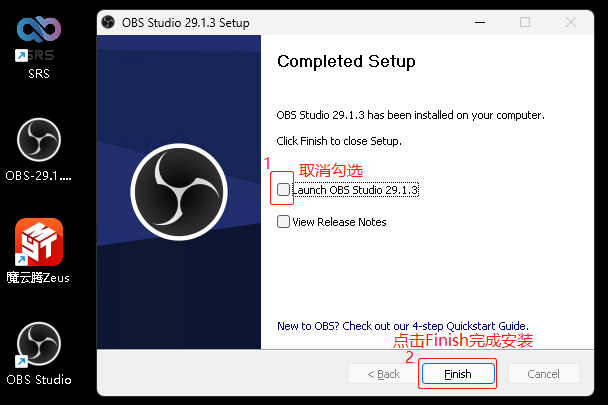 SRS
SRS
OBS-29.1....
魔云腾Zeus
OBS Studio
OBS Studio 29.1.3 Setup
Completed Setup
OBS Studio 29.1.3 has been installed on your computer.
Click Finish to close Setup.
1
取消勾选
Launch OBS Studio 29.1.3
View Release Notes
New to OBS? Check out our 4-step Quickstart Guide.
点击Finish完成安装
2
< Back
Finish
Cancel